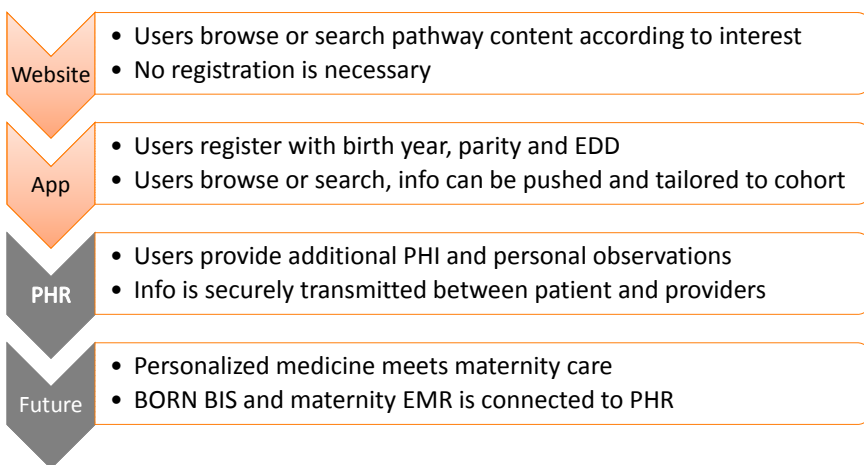 Website
• Users browse or search pathway content according to interest
• No registration is necessary
App
• Users register with birth year, parity and EDD
• Users browse or search, info can be pushed and tailored to cohort
PHR
• Users provide additional PHI and personal observations
• Info is securely transmitted between patient and providers
Future
• Personalized medicine meets maternity care
• BORN BIS and maternity EMR is connected to PHR